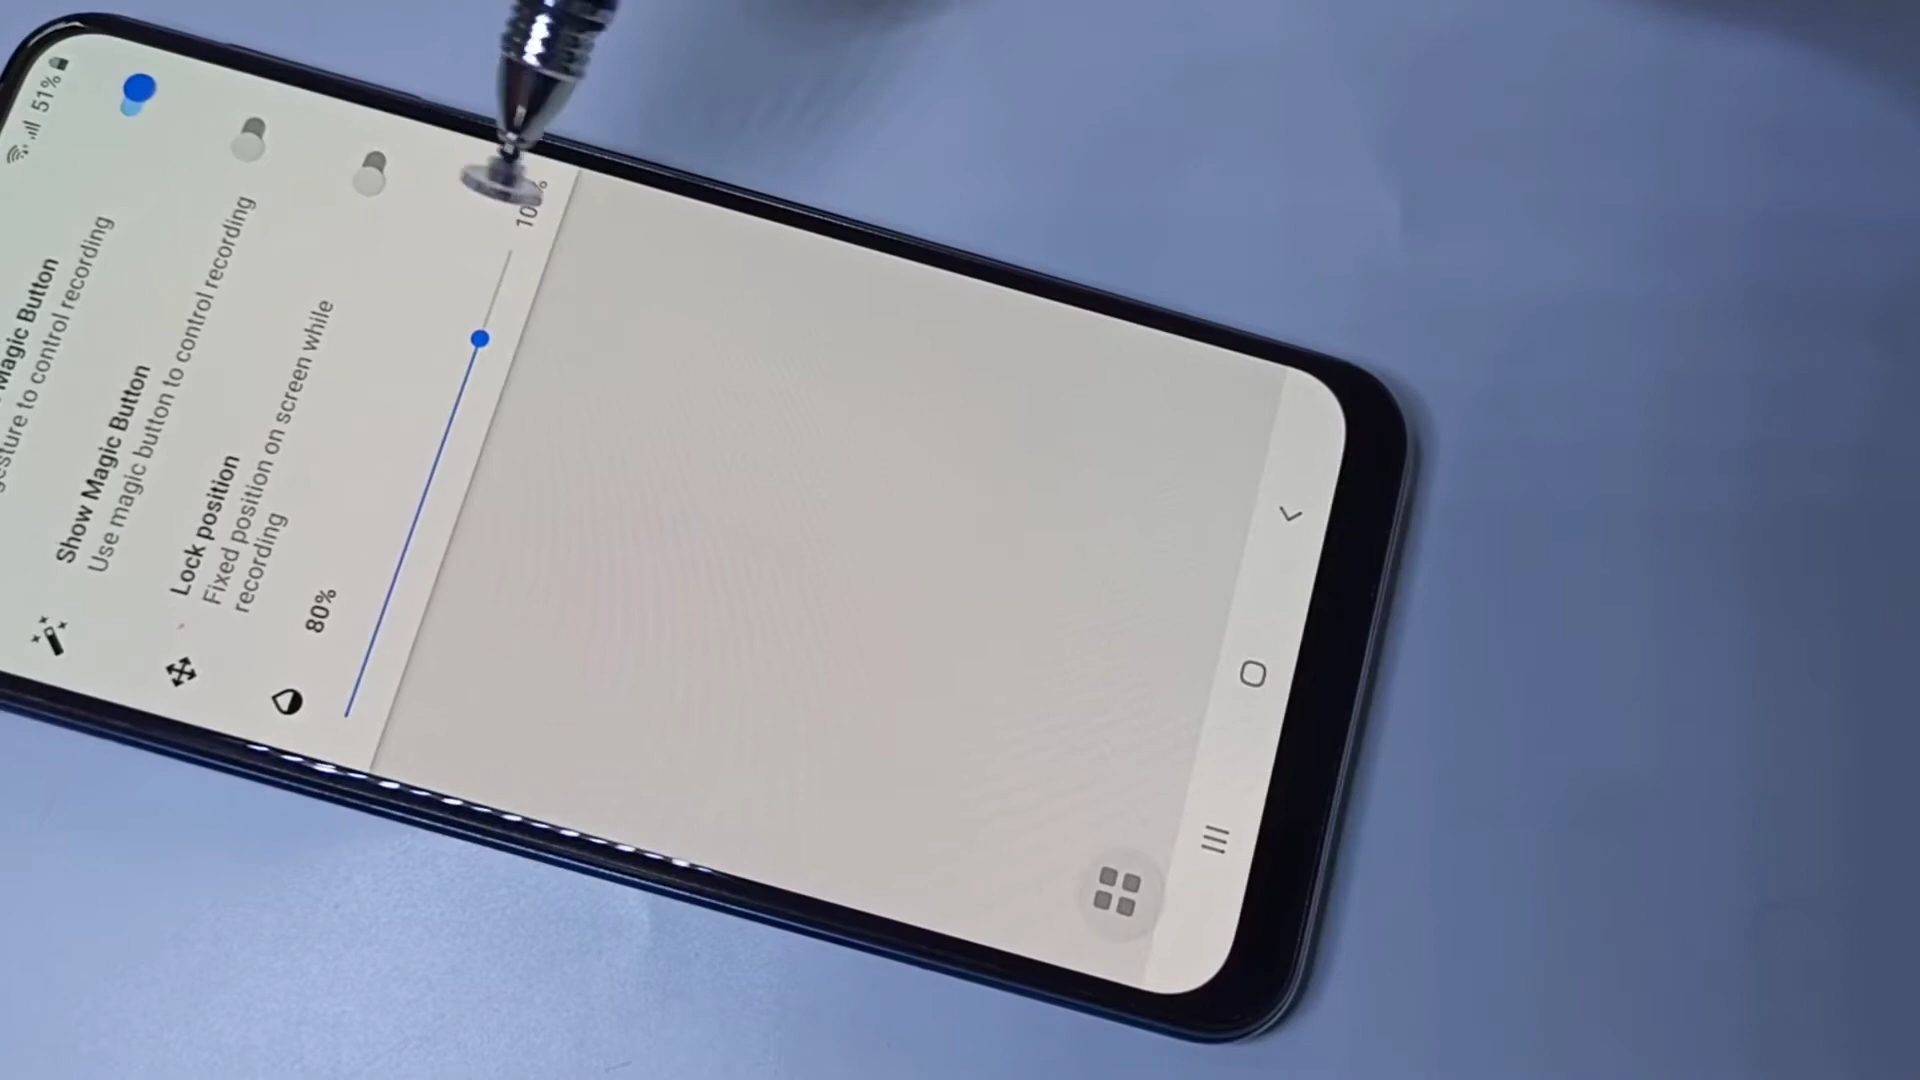 51%
Magic Button
gesture to control recording
Show Magic Button
Use magic button to control recording
Lock position
Fixed position on screen while
recording
80%